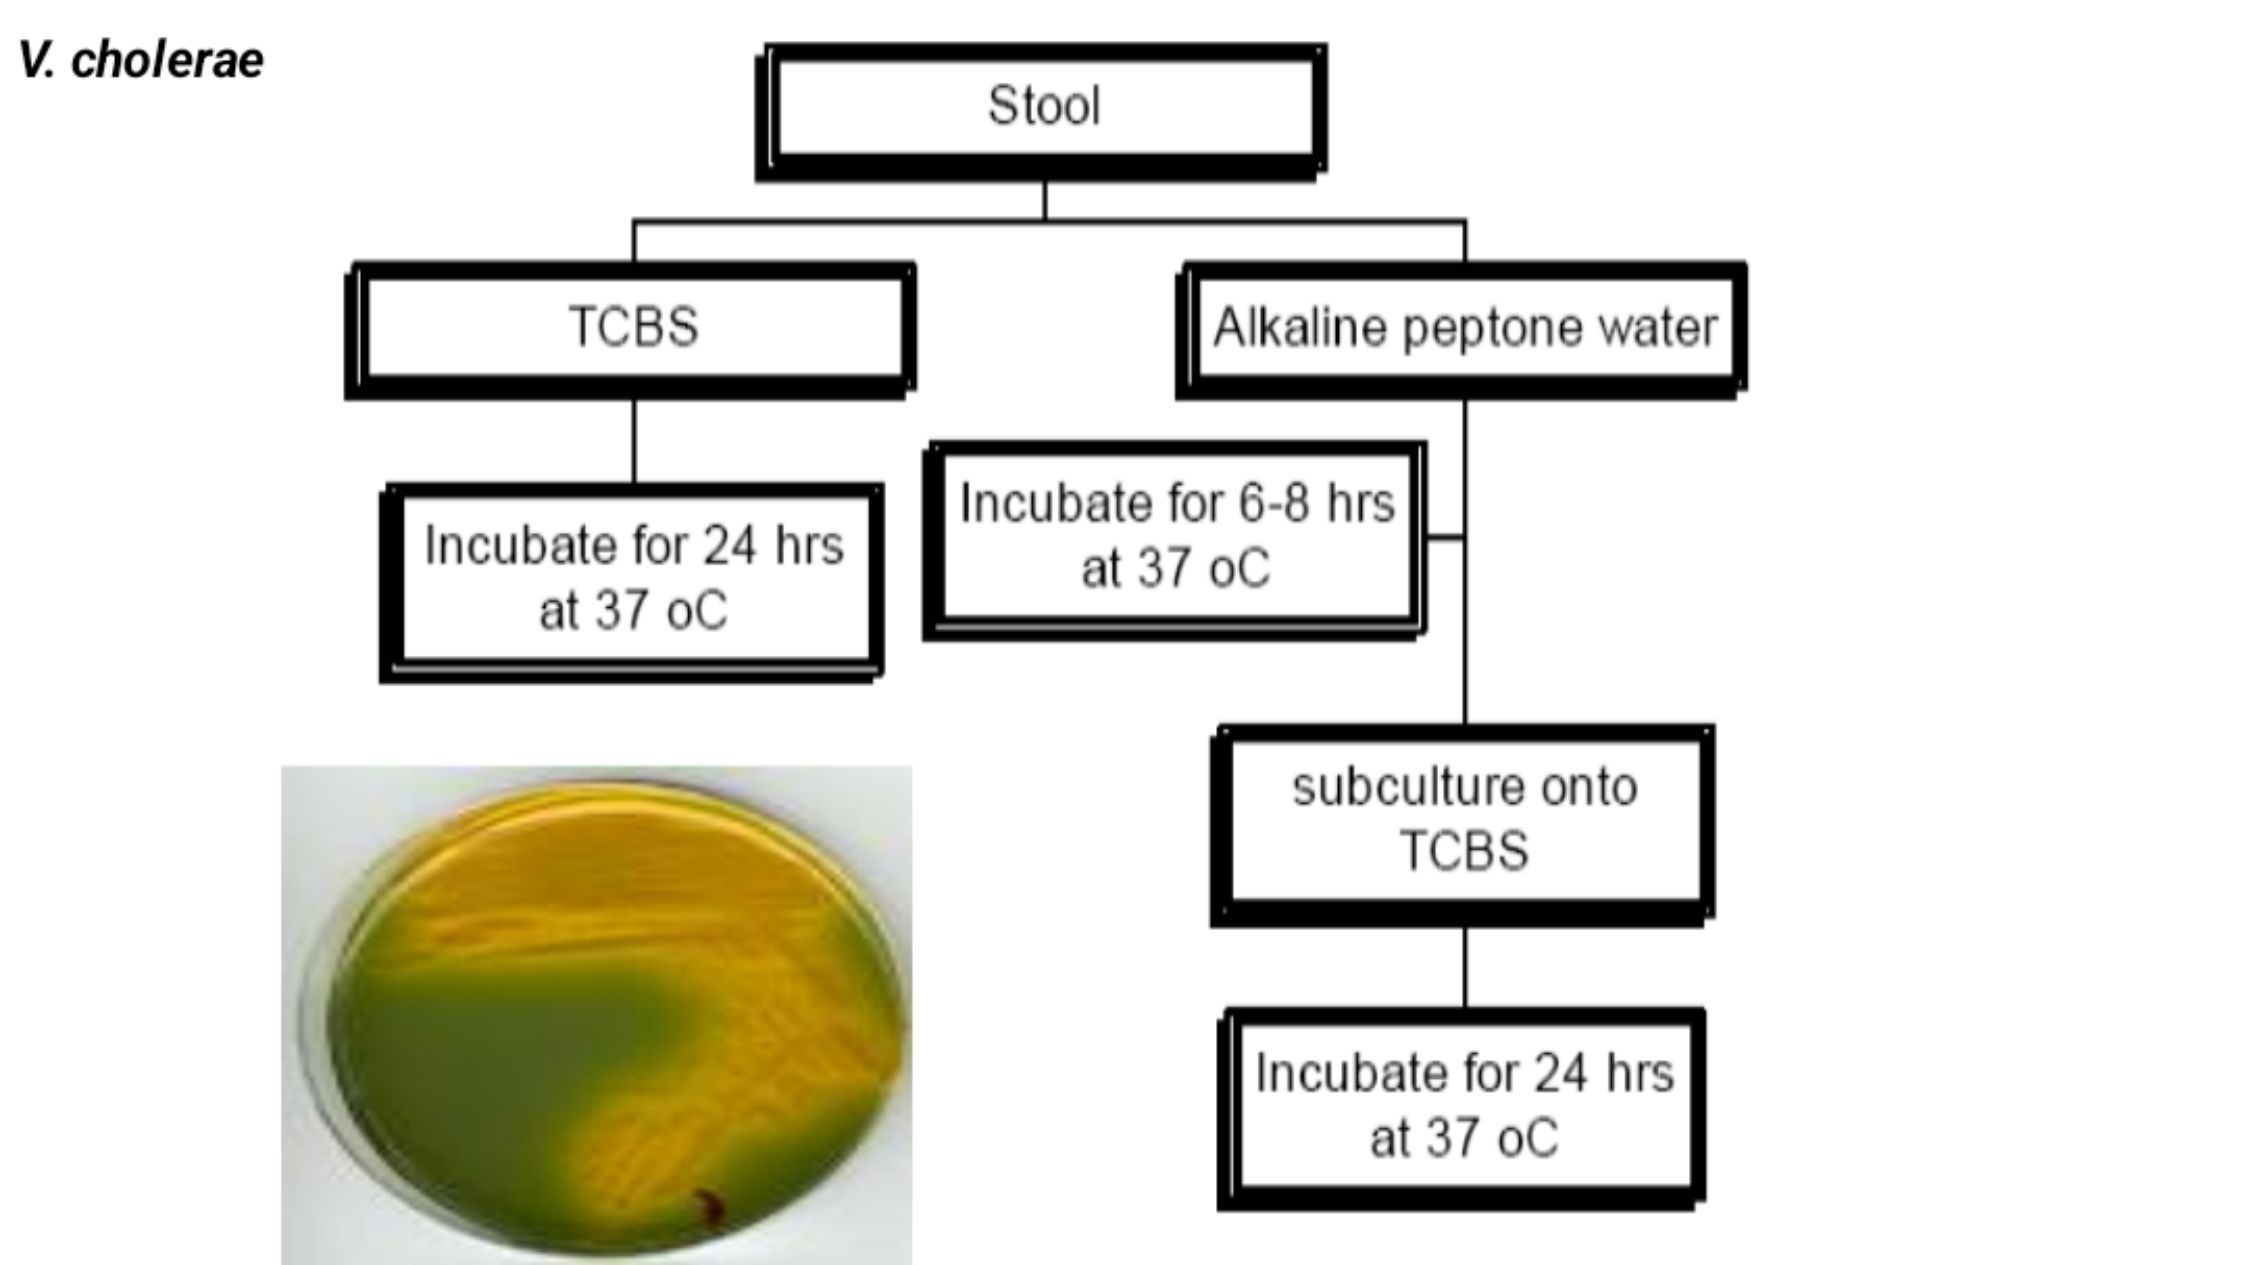 V. cholerae
Stool
TCBS
Alkaline peptone water
Incubate for 24 hrs
at 37 oC
Incubate for 6-8 hrs
at 37 oC
subculture onto
TCBS
Incubate for 24 hrs
at 37 oC